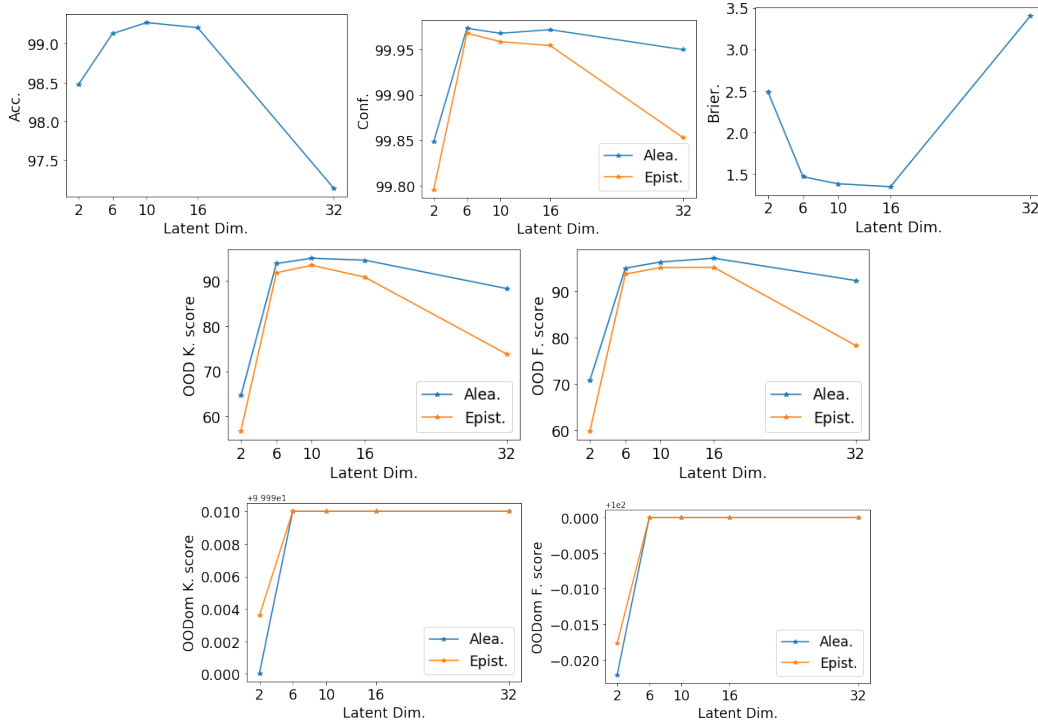 Acc.
99.0
98.5
98.0
97.5
2 6 10 16 32
Latent Dim.
Conf.
99.95
99.90
99.85
99.80
Alea.
Epist.
2 6 10 16 32
Latent Dim.
Brier.
3.5
3.0
2.5
2.0
1.5
2 6 10 16 32
Latent Dim.
OOD K. score
90
80
70
60
Alea.
Epist.
2 6 10 16 32
Latent Dim.
OOD F. score
90
80
70
60
Alea.
Epist.
2 6 10 16 32
Latent Dim.
+9.999e1
OODom K. score
0.010
0.008
0.006
0.004
0.002
0.000
Alea.
Epist.
2 6 10 16 32
Latent Dim.
+1e2
OODom F. score
0.000
−0.005
−0.010
−0.015
−0.020
Alea.
Epist.
2 6 10 16 32
Latent Dim.